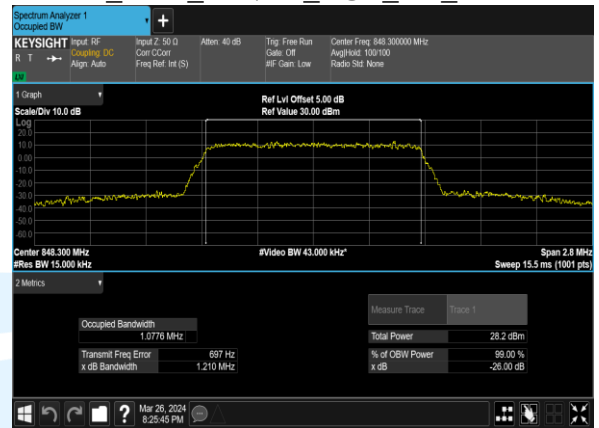 Spectrum Analyzer 1
Occupied BW
+
KEYSIGHT Input: RF Input Z: 50 Ω Atten: 40 dB Trig: Free Run Center Freq: 848.300000 MHz
R T Coupling: DC Corr CCorr Gate: Off Avg|Hold: 100/100
Align: Auto Freq Ref: Int (S) #IF Gain: Low Radio Std: None
1 Graph
Ref Lvl Offset 5.00 dB
Scale/Div 10.0 dB Ref Value 30.00 dBm
Log
20.0
10.0
0.00
-10.0
-20.0
-30.0
-40.0
-50.0
-60.0
Center 848.300 MHz #Video BW 43.000 kHz* Span 2.8 MHz
#Res BW 15.000 kHz Sweep 15.5 ms (1001 pts)
2 Metrics
Measure Trace Trace 1
Occupied Bandwidth
1.0776 MHz
Total Power 28.2 dBm
Transmit Freq Error 697 Hz % of OBW Power 99.00 %
x dB Bandwidth 1.210 MHz x dB -26.00 dB
?
Mar 26, 2024
8:25:45 PM